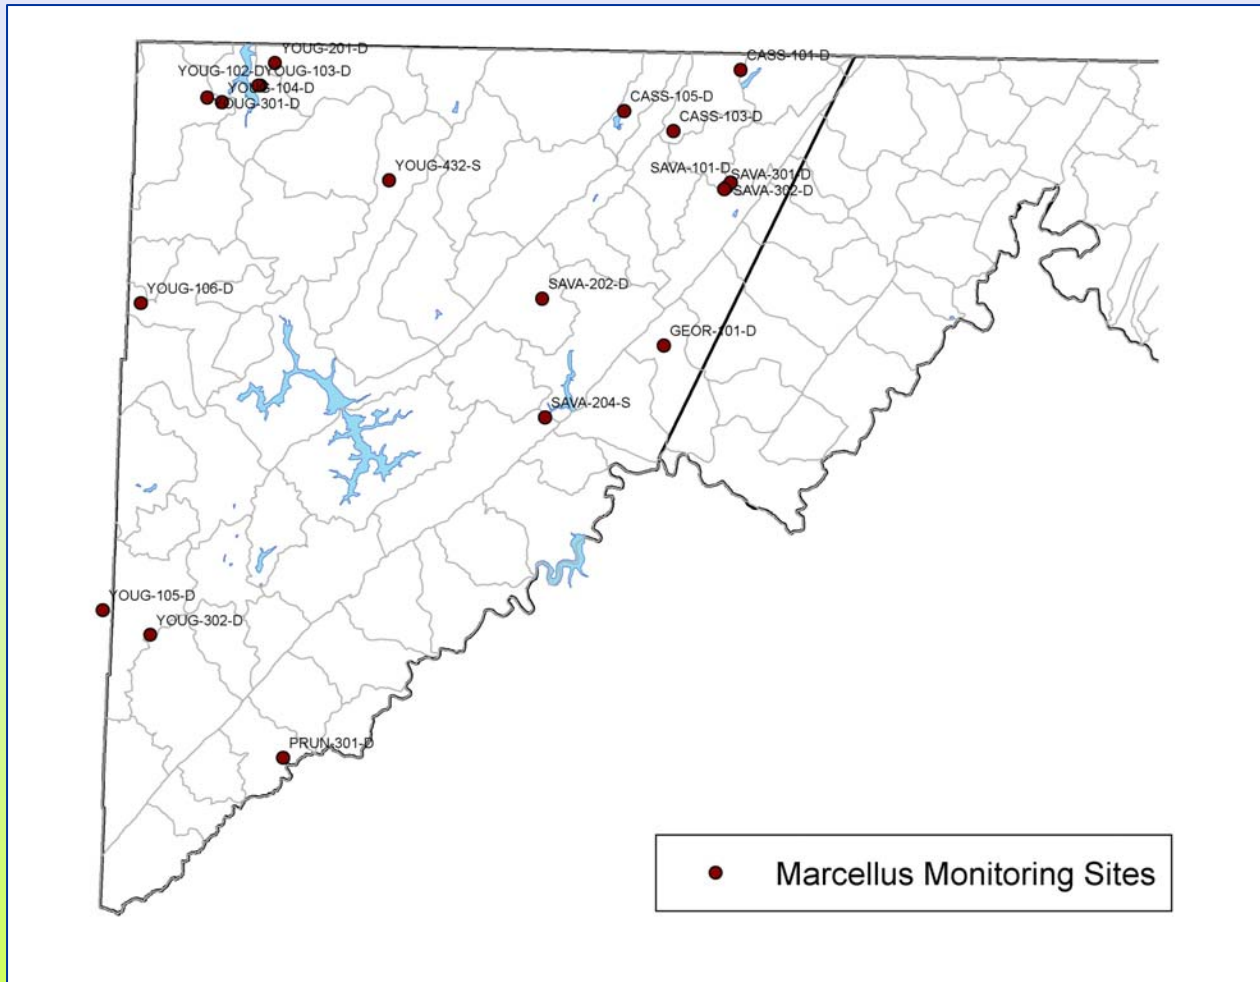 YOUG-201-D
CASS-101-D
YOUG-102-D
YOUG-103-D
YOUG-104-D
YOUG-301-D
CASS-105-D
CASS-103-D
YOUG-432-S
SAVA-101-D
SAVA-301-D
SAVA-302-D
YOUG-106-D
SAVA-202-D
GEOR-101-D
SAVA-204-S
YOUG-105-D
YOUG-302-D
PRUN-301-D
Marcellus Monitoring Sites